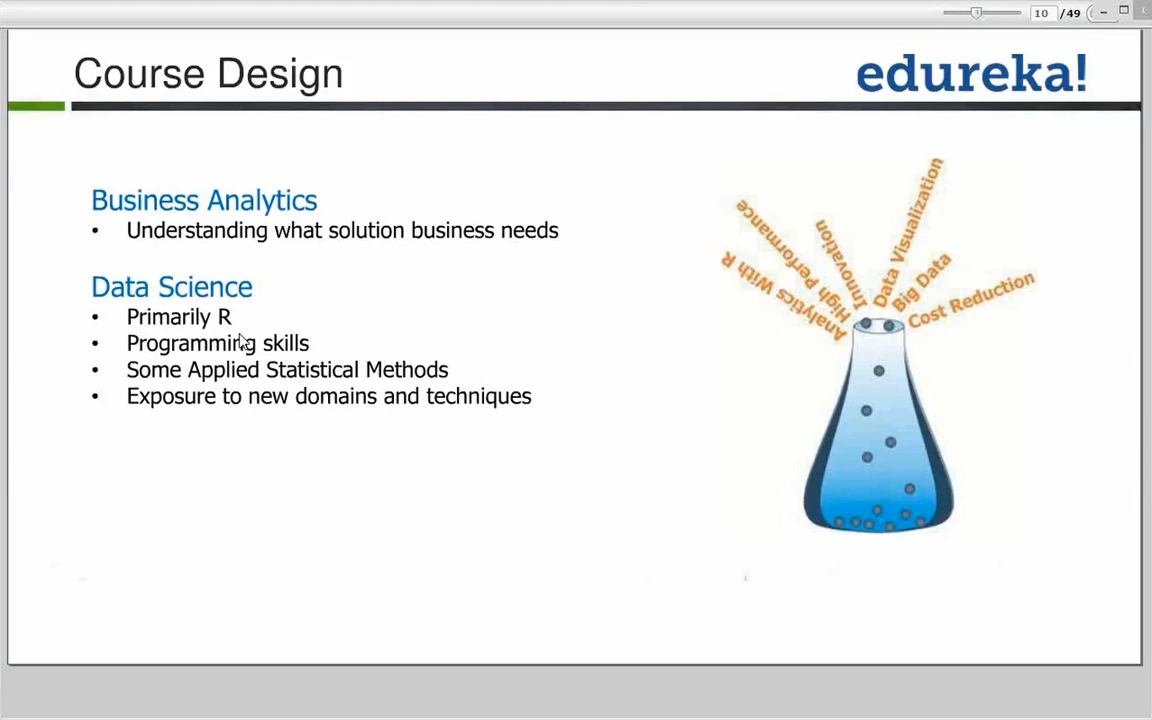 10 /49
Course Design
edureka!
Business Analytics
• Understanding what solution business needs
Data Science
• Primarily R
• Programming skills
• Some Applied Statistical Methods
• Exposure to new domains and techniques
Analytics With R
High Performance
Innovation
Data Visualization
Big Data
Cost Reduction